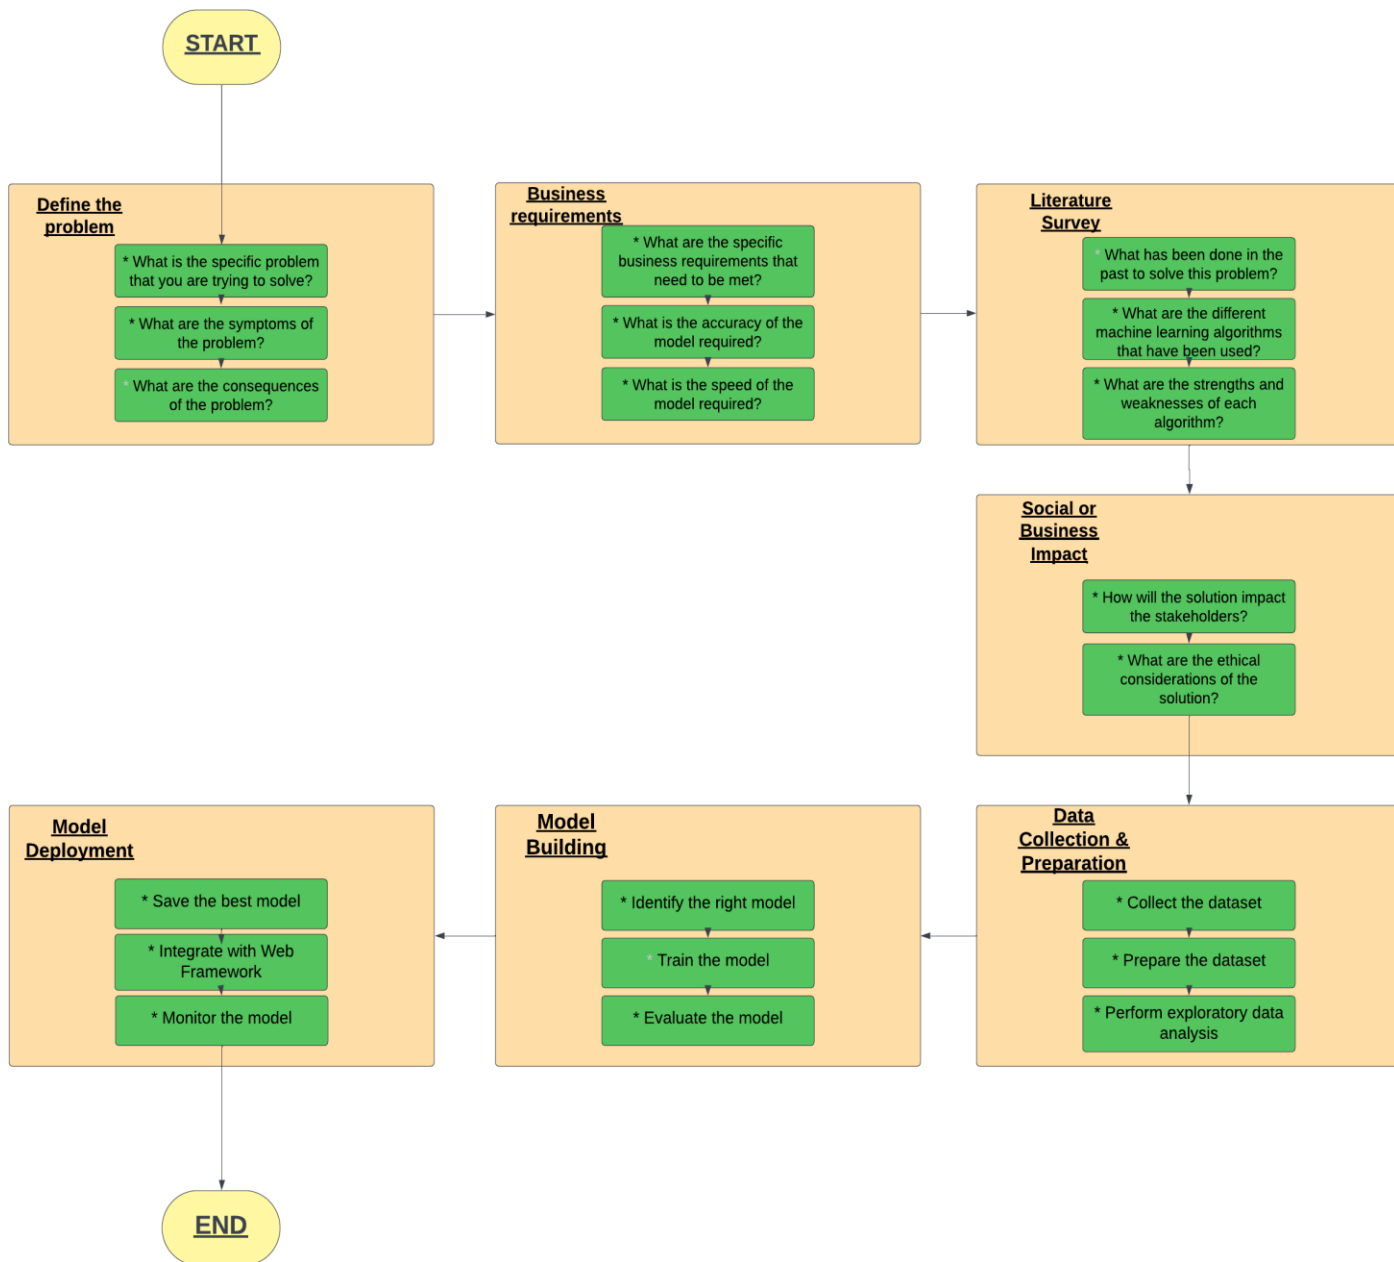 START
Define the
problem
* What is the specific problem
that you are trying to solve?
* What are the symptoms of
the problem?
* What are the consequences
of the problem?
Business
requirements
* What are the specific
business requirements that
need to be met?
* What is the accuracy of the
model required?
* What is the speed of the
model required?
Literature
Survey
* What has been done in the
past to solve this problem?
* What are the different
machine learning algorithms
that have been used?
* What are the strengths and
weaknesses of each
algorithm?
Social or
Business
Impact
* How will the solution impact
the stakeholders?
* What are the ethical
considerations of the
solution?
Data
Collection &
Preparation
* Collect the dataset
* Prepare the dataset
* Perform exploratory data
analysis
Model
Building
* Identify the right model
* Train the model
* Evaluate the model
Model
Deployment
* Save the best model
* Integrate with Web
Framework
* Monitor the model
END